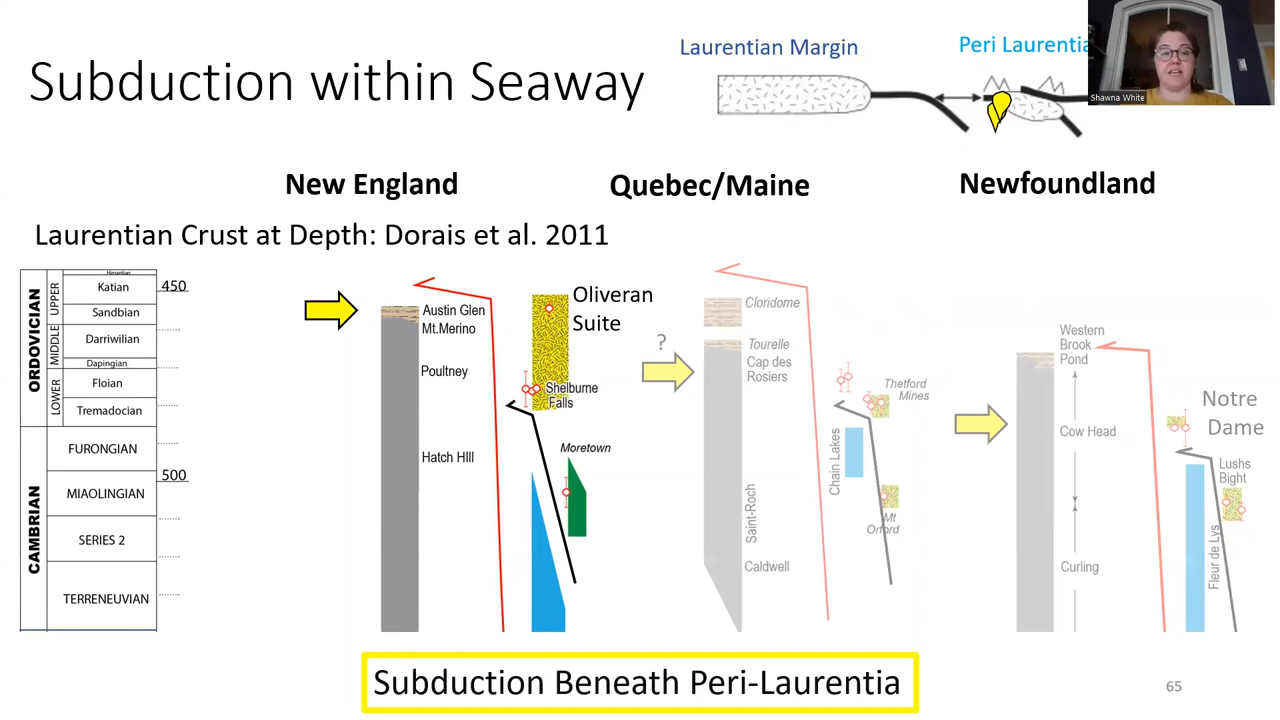 Subduction within Seaway
Laurentian Margin
Peri Laurentia
Shawna White
New England
Quebec/Maine
Newfoundland
Laurentian Crust at Depth: Dorais et al. 2011
ORDOVICIAN
UPPER
MIDDLE
LOWER
Hirnantian
Katian
Sandbian
Darriwilian
Dapingian
Floian
Tremadocian
CAMBRIAN
FURONGIAN
MIAOLINGIAN
SERIES 2
TERRENEUVIAN
450
500
Austin Glen
Mt.Merino
Poultney
Hatch HIll
Oliveran
Suite
Shelburne
Falls
Moretown
?
Cloridome
Tourelle
Cap des
Rosiers
Saint-Roch
Caldwell
Chain Lakes
Thetford
Mines
Mt
Orford
Western
Brook
Pond
Cow Head
Curling
Notre
Dame
Lushs
Bight
Fleur de Lys
Subduction Beneath Peri-Laurentia
65